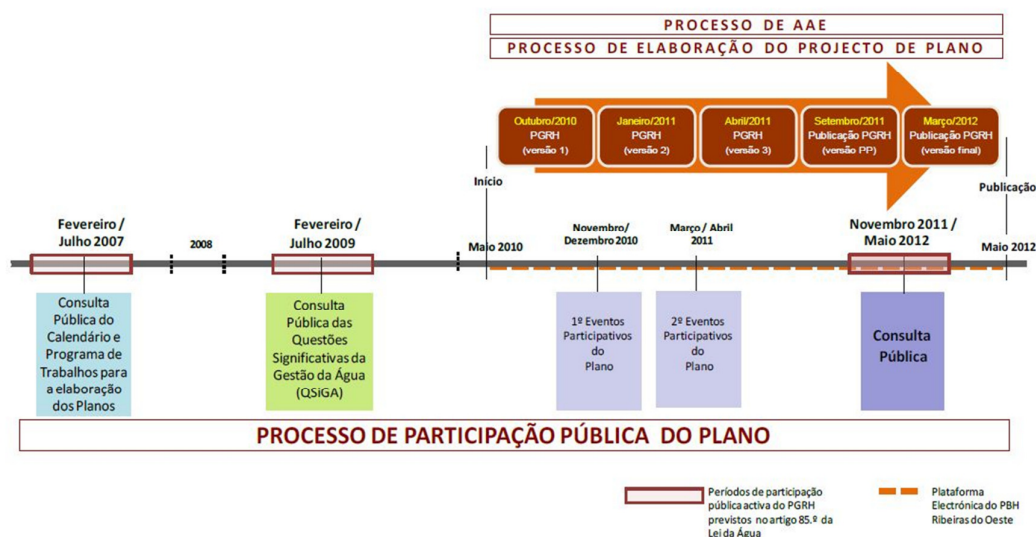 PROCESSO DE AAE
PROCESSO DE ELABORAÇÃO DO PROJECTO DE PLANO
Outubro/2010
PGRH
(versão 1)
Janeiro/2011
PGRH
(versão 2)
Abril/2011
PGRH
(versão 3)
Setembro/2011
Publicação PGRH
(versão PP)
Março/2012
Publicação PGRH
(versão final)
Início
Publicação
Fevereiro /
Julho 2007
2008
Fevereiro /
Julho 2009
Maio 2010
Novembro/
Dezembro 2010
Março/ Abril
2011
Novembro 2011 /
Maio 2012
Maio 2012
Consulta
Pública do
Calendário e
Programa de
Trabalhos para
a elaboração
dos Planos
Consulta
Pública das
Questões
Significativas da
Gestão da Água
(QSiGA)
1º Eventos
Participativos
do
Plano
2º Eventos
Participativos
do
Plano
Consulta
Pública
PROCESSO DE PARTICIPAÇÃO PÚBLICA DO PLANO
Períodos de participação
pública activa do PGRH
previstos no artigo 85.º da
Lei da Água
Plataforma
Electrónica do PBH
Ribeiras do Oeste